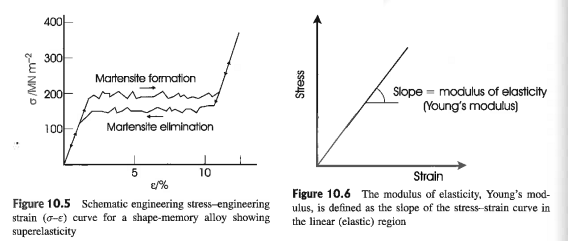 400
300
200
100
σ/MN m⁻²
Martensite formation
Martensite elimination
5
10
ε/%
Figure 10.5 Schematic engineering stress–engineering
strain (σ–ε) curve for a shape-memory alloy showing
superelasticity
Stress
Slope = modulus of elasticity
(Young's modulus)
Strain
Figure 10.6 The modulus of elasticity, Young's mod-
ulus, is defined as the slope of the stress–strain curve in
the linear (elastic) region